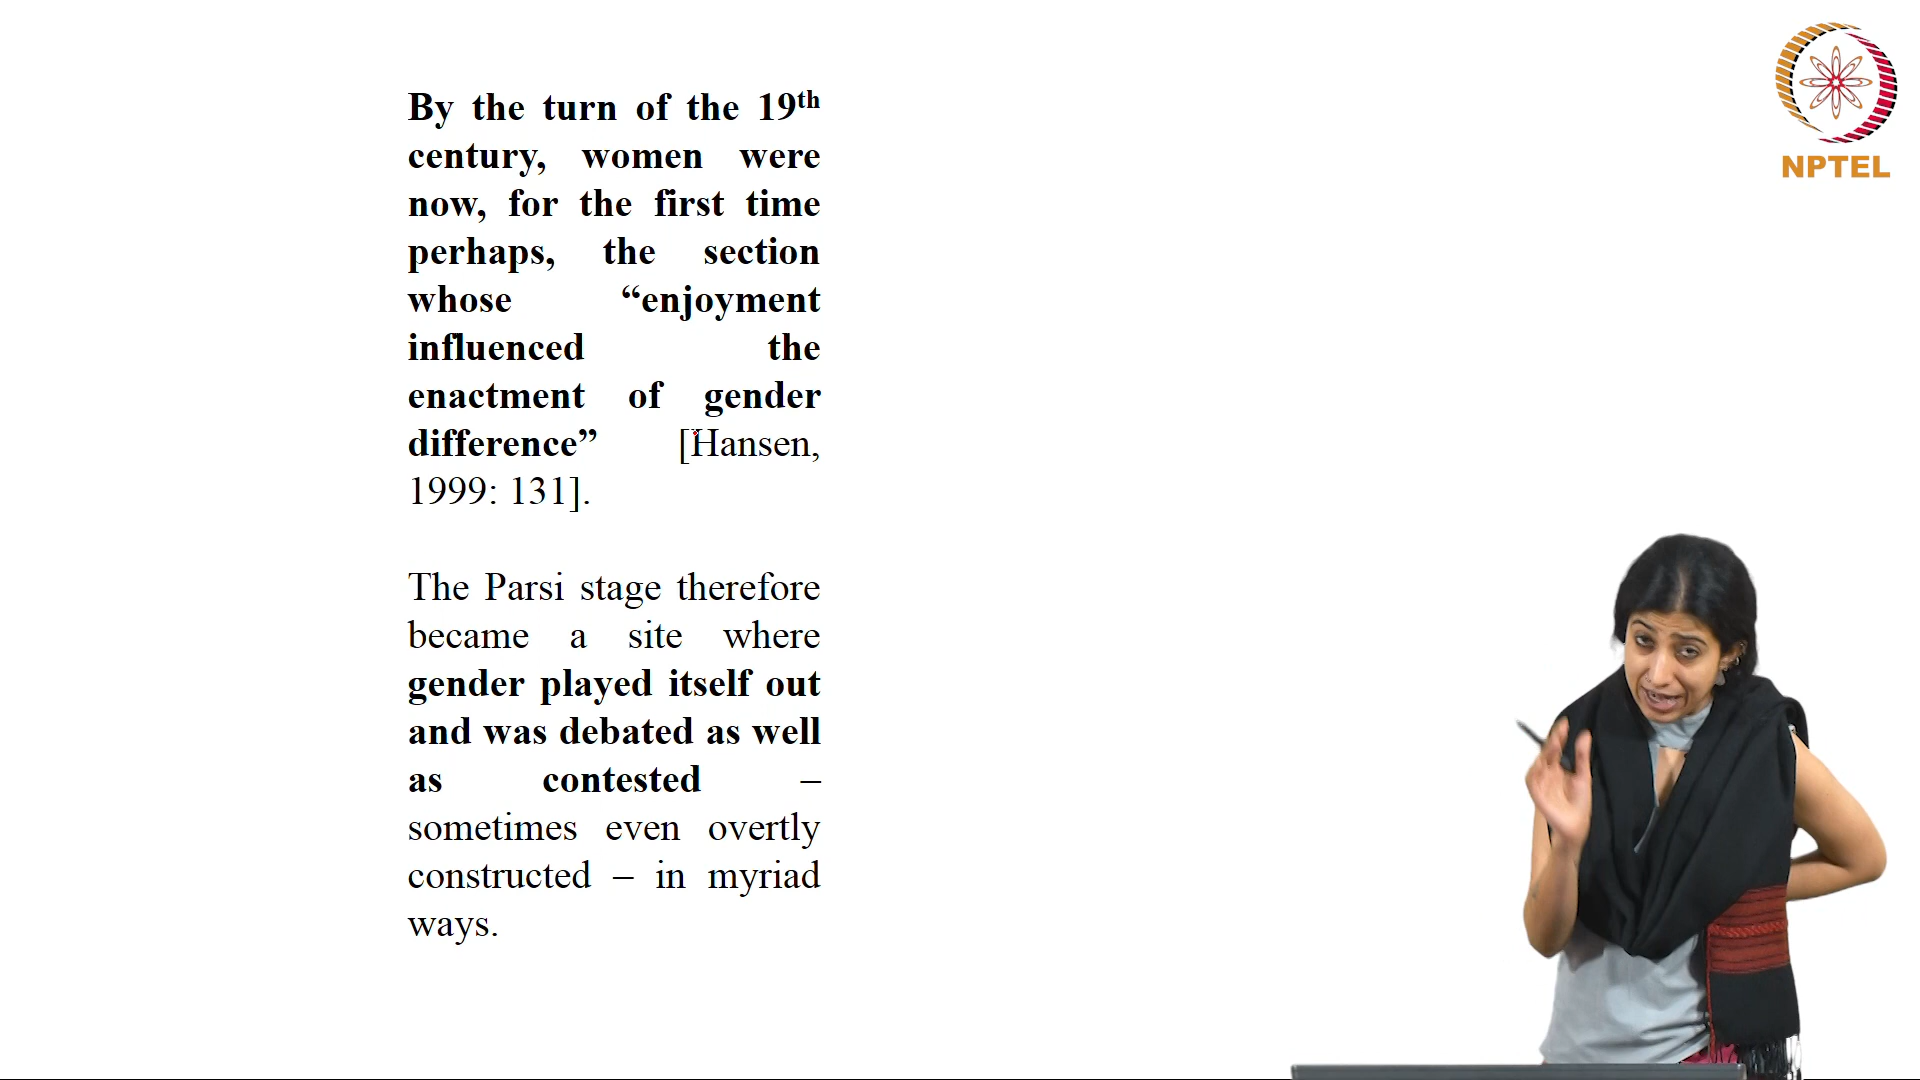 By the turn of the 19th
century, women were
now, for the first time
perhaps, the section
whose “enjoyment
influenced the
enactment of gender
difference” [Hansen,
1999: 131].
The Parsi stage therefore
became a site where
gender played itself out
and was debated as well
as contested –
sometimes even overtly
constructed – in myriad
ways.
NPTEL